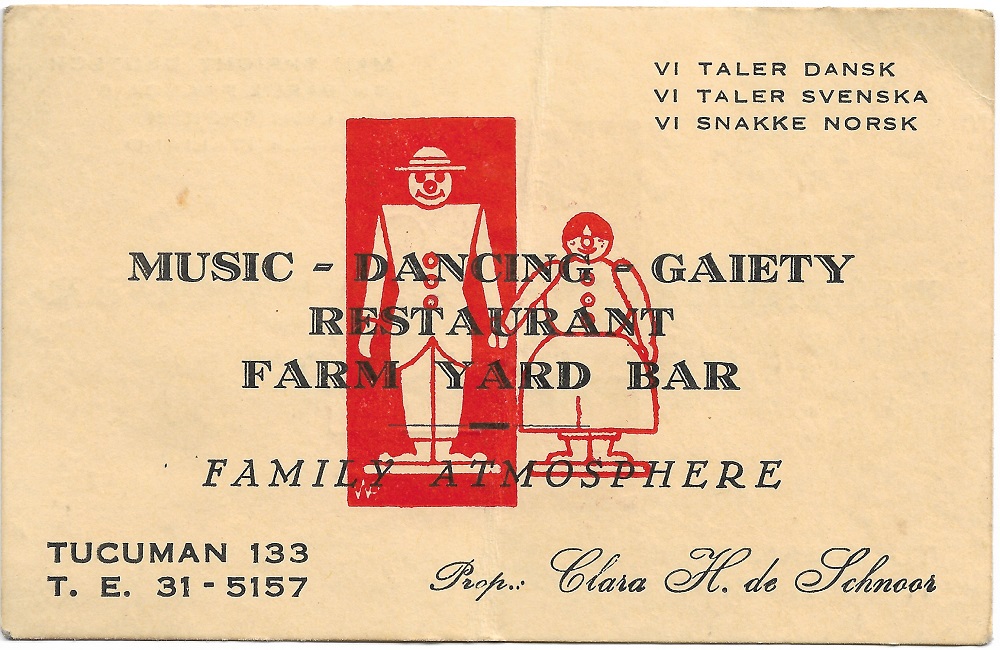 VI TALER DANSK
VI TALER SVENSKA
VI SNAKKE NORSK
MUSIC - DANCING - GAIETY
RESTAURANT
FARM YARD BAR
FAMILY ATMOSPHERE
TUCUMAN 133
T. E. 31 - 5157
Prop.: Clara H. de Schnoor